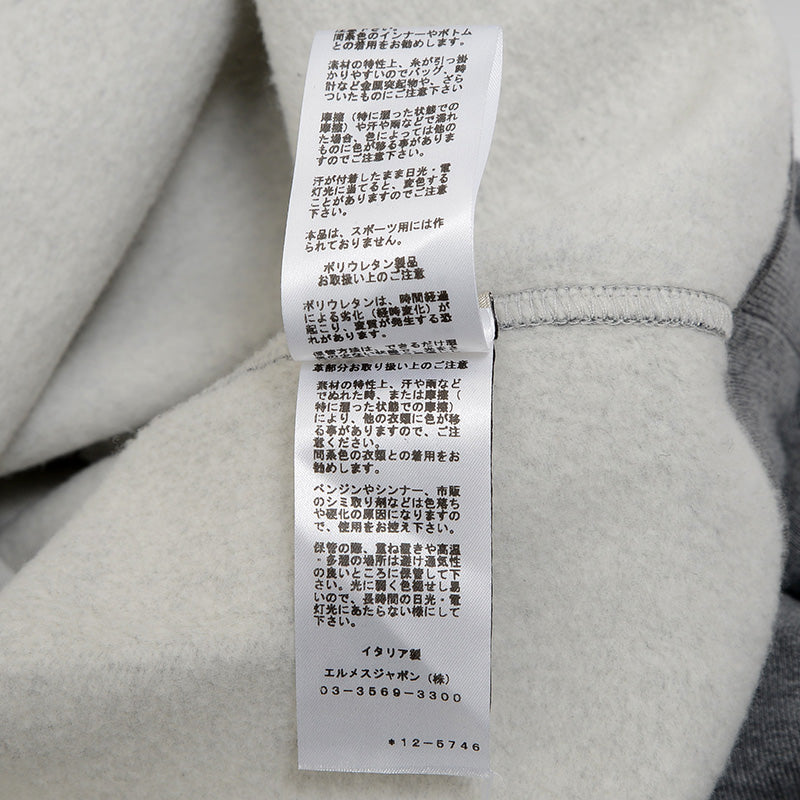 間系色のインナーやボトム
との着用をお勧めします。
素材の特性上、糸が引っ掛
かりやすいのでバッグ、時
計など金属突起物や、ざら
ついたものにご注意下さい
摩擦（特に湿った状態での
摩擦）や汗や雨などで濡れ
た場合、色によっては他の
ものに色が移る事がありま
すのでご注意下さい。
汗が付着したまま日光・電
灯光に当てると、変色する
ことがありますのでご注意
下さい。
本品は、スポーツ用には作
られておりません。
ポリウレタン製品
お取扱い上のご注意
ポリウレタンは、時間経過
による劣化（経時変化）が
起こり、変質が発生する恐
れがあります。
保管方法は、できるだけ湿
革部分お取り扱い上のご注意
素材の特性上、汗や雨など
でぬれた時、または摩擦（
特に湿った状態での摩擦）
により、他の衣類に色が移
る事がありますので、ご注
意ください。
間系色の衣類との着用をお
勧めします。
ベンジンやシンナー、市販
のシミ取り剤などは色落ち
や硬化の原因になりますの
で、使用をお控え下さい。
保管の際、重ね置きや高温
・多湿の場所は避け通気性
の良いところに保管して下
さい。光に弱く色褪せし易
いので、長時間の日光・電
灯光にあたらない様にして
下さい。
イタリア製
エルメスジャポン（株）
03-3569-3300
*12-5746